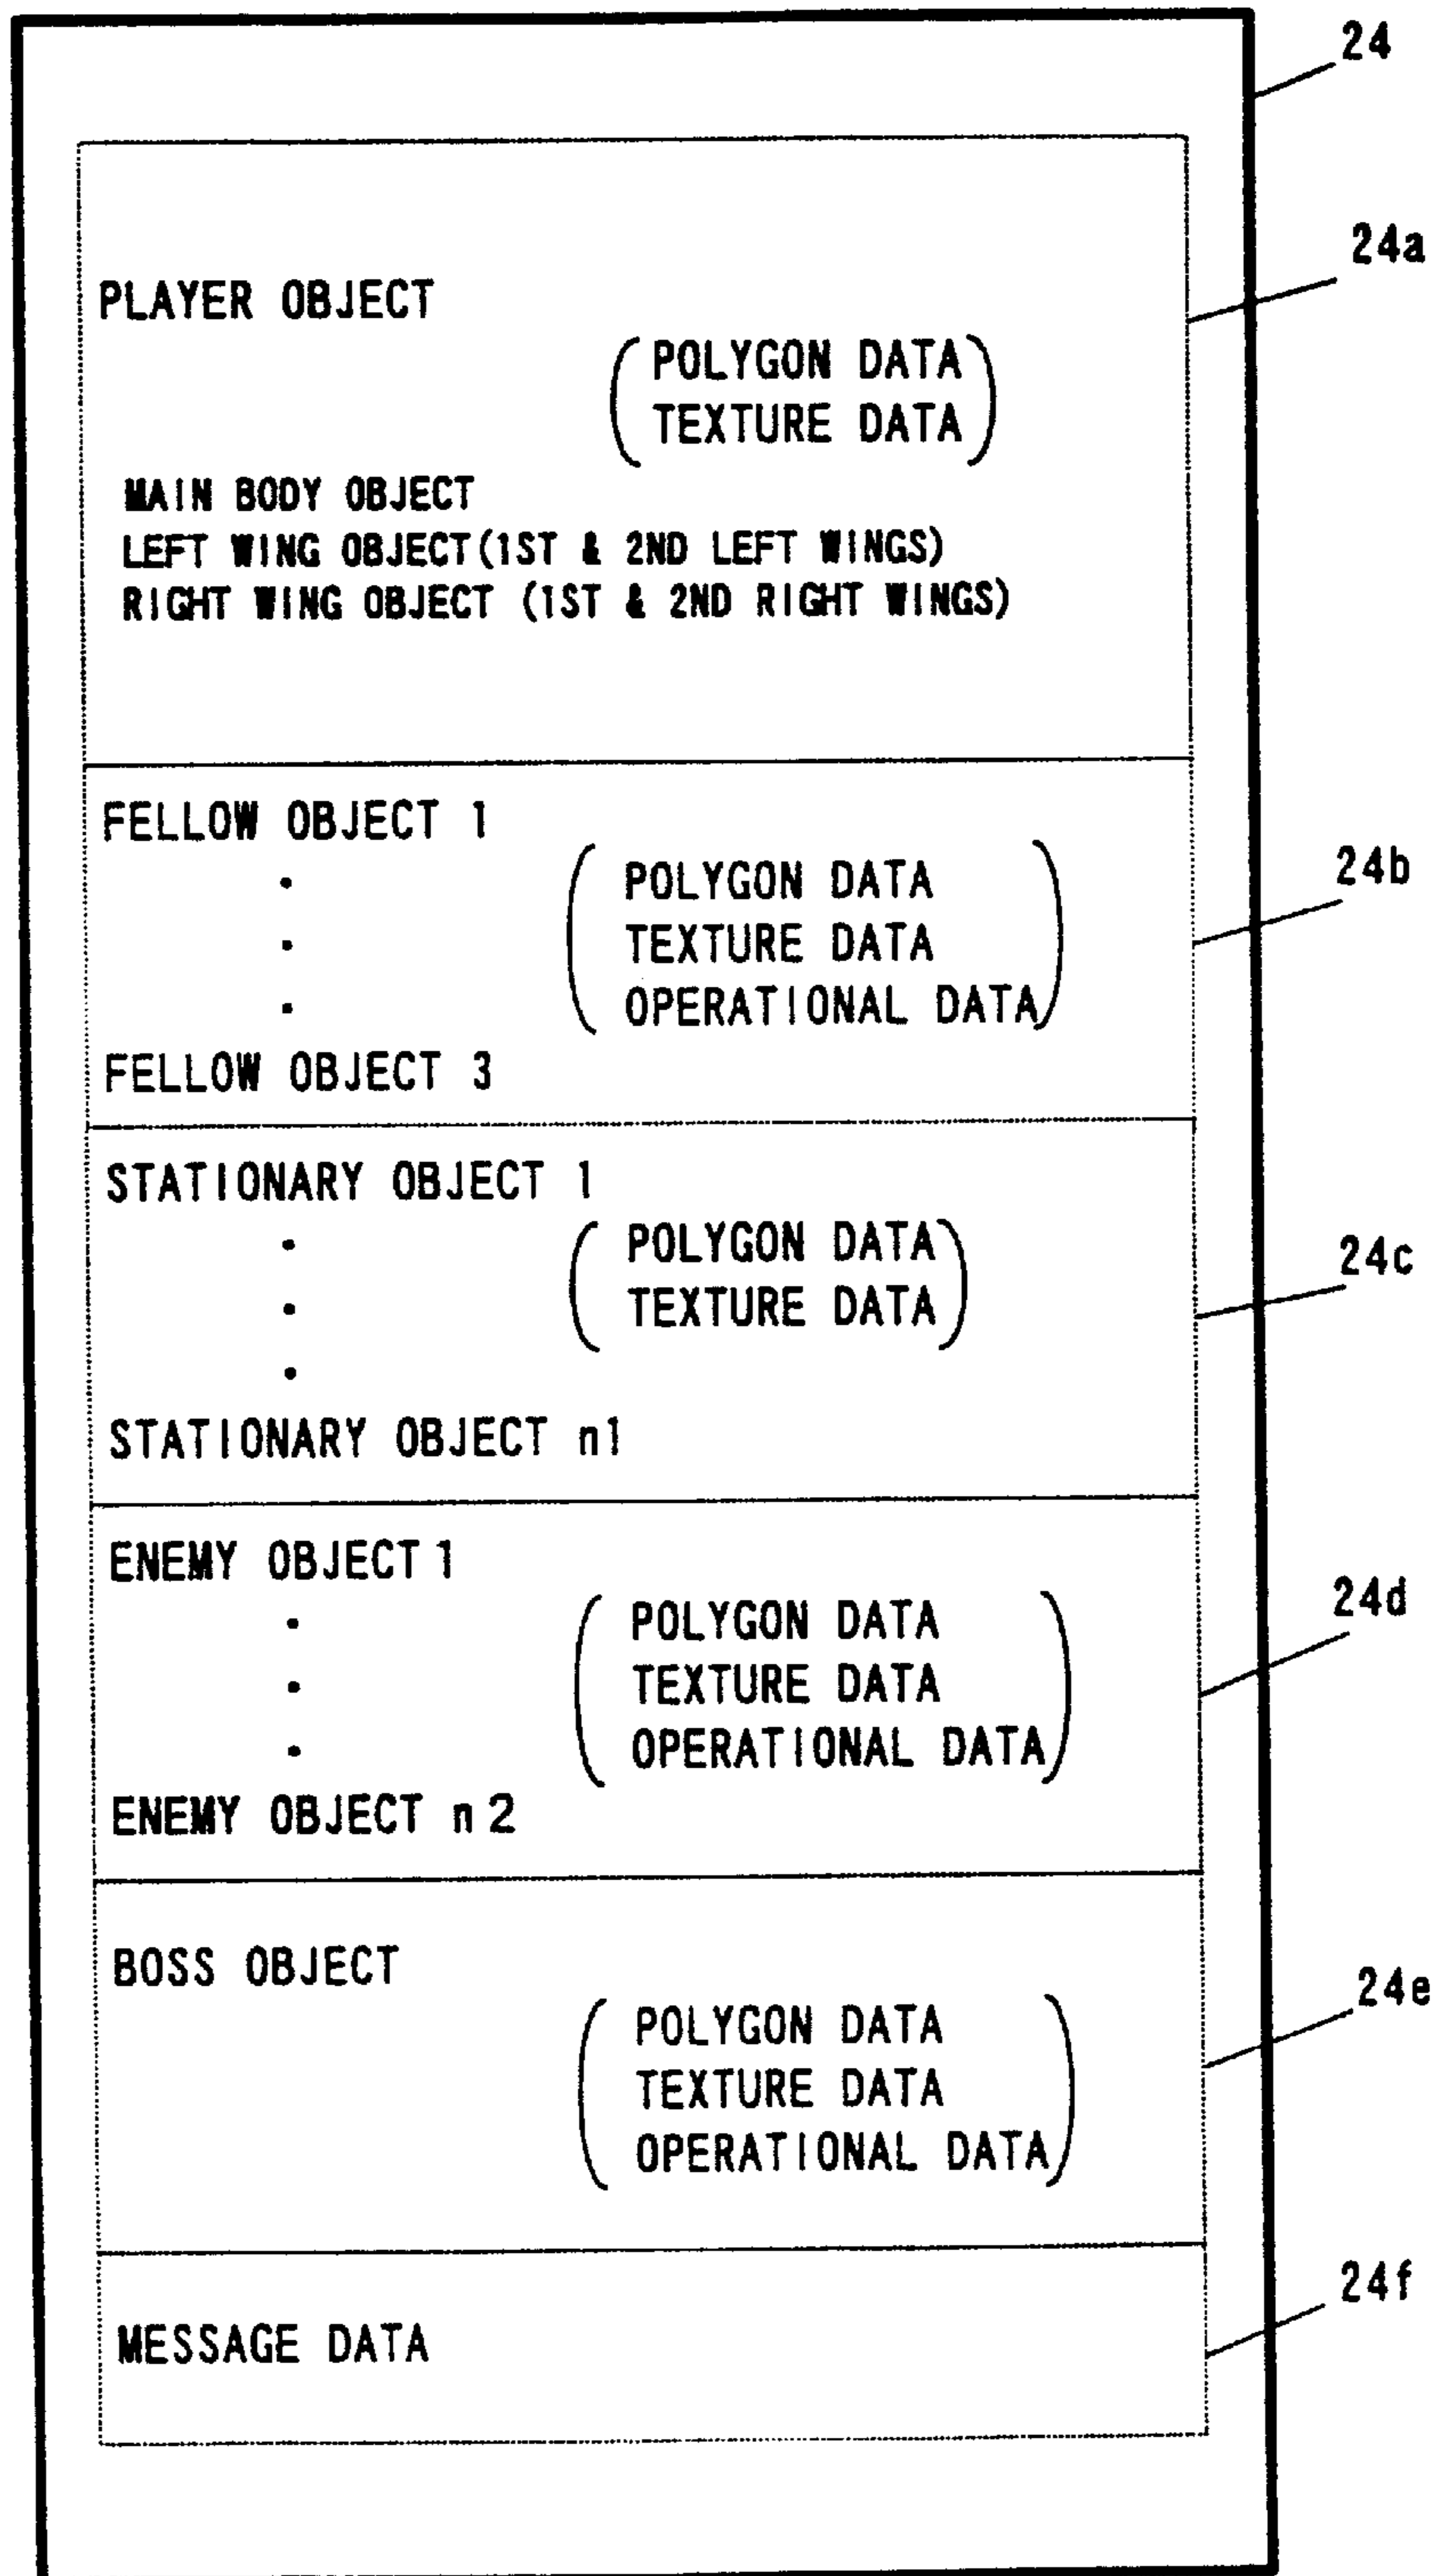 24
24a
PLAYER OBJECT
POLYGON DATA
TEXTURE DATA
MAIN BODY OBJECT
LEFT WING OBJECT(1ST & 2ND LEFT WINGS)
RIGHT WING OBJECT (1ST & 2ND RIGHT WINGS)
FELLOW OBJECT 1
24b
POLYGON DATA
TEXTURE DATA
OPERATIONAL DATA
FELLOW OBJECT 3
STATIONARY OBJECT 1
24c
POLYGON DATA
TEXTURE DATA
STATIONARY OBJECT n1
ENEMY OBJECT 1
24d
POLYGON DATA
TEXTURE DATA
OPERATIONAL DATA
ENEMY OBJECT n2
BOSS OBJECT
24e
POLYGON DATA
TEXTURE DATA
OPERATIONAL DATA
24f
MESSAGE DATA